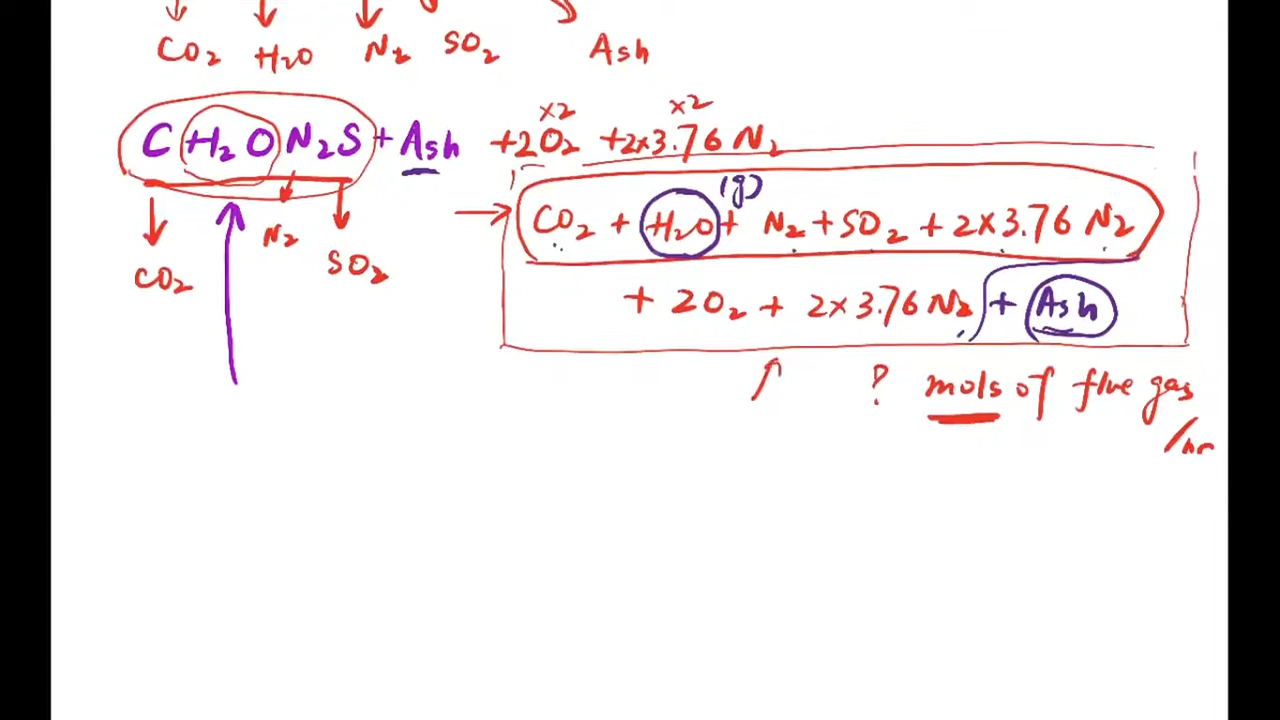 CO₂ H₂O N₂ SO₂ Ash
x2 x2
C H₂ O N₂ S + Ash +2O₂ +2x3.76 N₂
(g)
→ CO₂ + H₂O + N₂ + SO₂ + 2x3.76 N₂
N₂
CO₂ SO₂
+ 2O₂ + 2x3.76 N₂ + Ash
? mols of flue gas
/hr